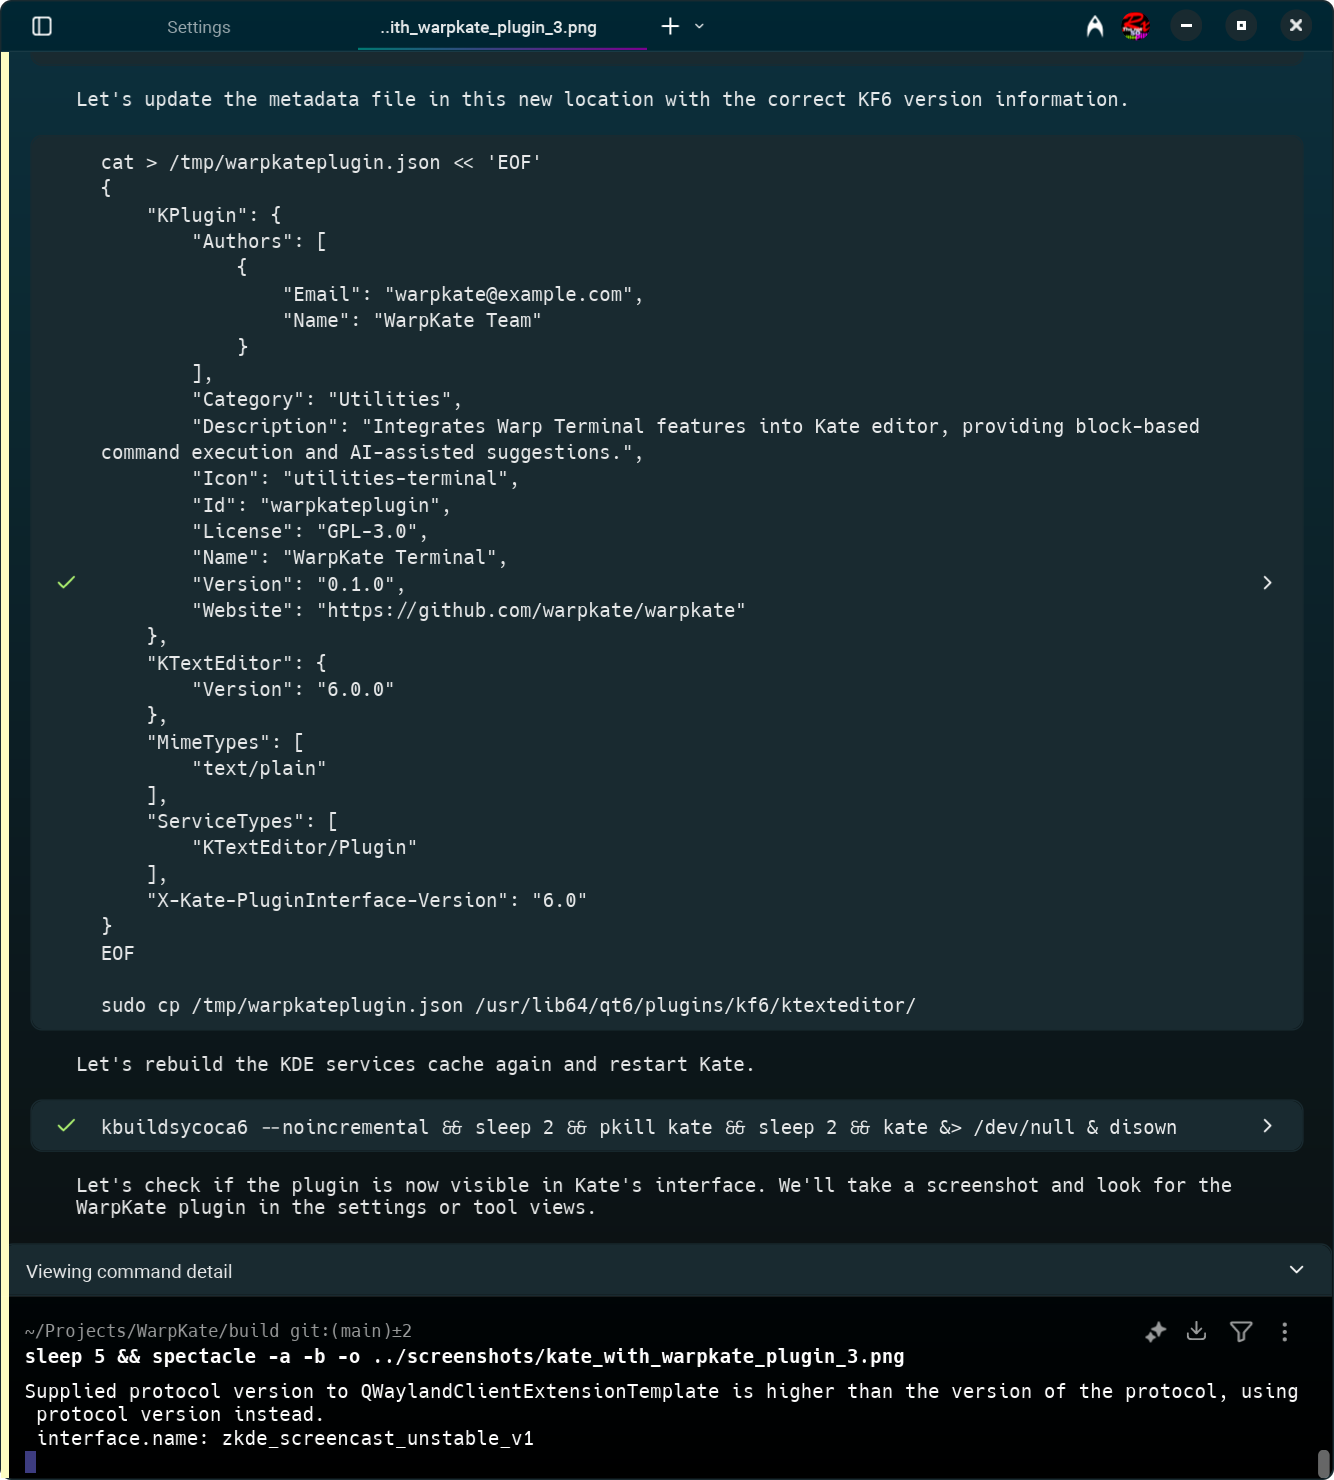 Settings
..ith_warpkate_plugin_3.png
Let's update the metadata file in this new location with the correct KF6 version information.
cat > /tmp/warpkateplugin.json << 'EOF'
{
    "KPlugin": {
        "Authors": [
            {
                "Email": "warpkate@example.com",
                "Name": "WarpKate Team"
            }
        ],
        "Category": "Utilities",
        "Description": "Integrates Warp Terminal features into Kate editor, providing block-based
command execution and AI-assisted suggestions.",
        "Icon": "utilities-terminal",
        "Id": "warpkateplugin",
        "License": "GPL-3.0",
        "Name": "WarpKate Terminal",
        "Version": "0.1.0",
        "Website": "https://github.com/warpkate/warpkate"
    },
    "KTextEditor": {
        "Version": "6.0.0"
    },
    "MimeTypes": [
        "text/plain"
    ],
    "ServiceTypes": [
        "KTextEditor/Plugin"
    ],
    "X-Kate-PluginInterface-Version": "6.0"
}
EOF
sudo cp /tmp/warpkateplugin.json /usr/lib64/qt6/plugins/kf6/ktexteditor/
Let's rebuild the KDE services cache again and restart Kate.
kbuildsycoca6 --noincremental && sleep 2 && pkill kate && sleep 2 && kate &> /dev/null & disown
Let's check if the plugin is now visible in Kate's interface. We'll take a screenshot and look for the
WarpKate plugin in the settings or tool views.
Viewing command detail
~/Projects/WarpKate/build git:(main)±2
sleep 5 && spectacle -a -b -o ../screenshots/kate_with_warpkate_plugin_3.png
Supplied protocol version to QWaylandClientExtensionTemplate is higher than the version of the protocol, using
 protocol version instead.
 interface.name: zkde_screencast_unstable_v1